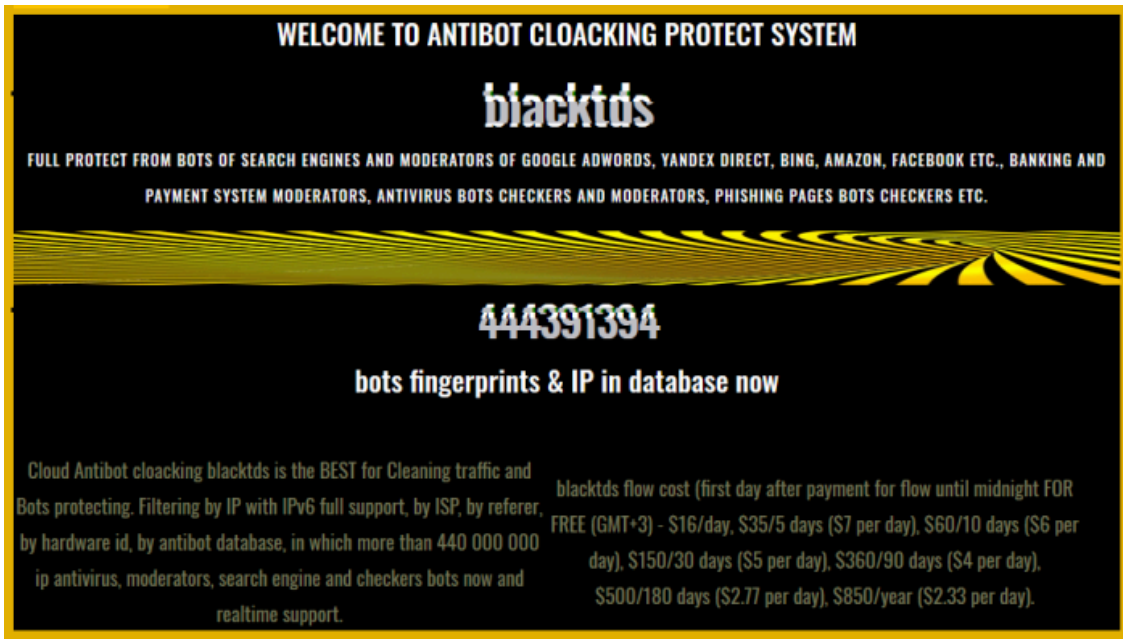 WELCOME TO ANTIBOT CLOACKING PROTECT SYSTEM
blacktds
FULL PROTECT FROM BOTS OF SEARCH ENGINES AND MODERATORS OF GOOGLE ADWORDS, YANDEX DIRECT, BING, AMAZON, FACEBOOK ETC., BANKING AND
PAYMENT SYSTEM MODERATORS, ANTIVIRUS BOTS CHECKERS AND MODERATORS, PHISHING PAGES BOTS CHECKERS ETC.
444391394
bots fingerprints & IP in database now
Cloud Antibot cloacking blacktds is the BEST for Cleaning traffic and
Bots protecting. Filtering by IP with IPv6 full support, by ISP, by referer,
by hardware id, by antibot database, in which more than 440 000 000
ip antivirus, moderators, search engine and checkers bots now and
realtime support.
blacktds flow cost (first day after payment for flow until midnight FOR
FREE (GMT+3) - $16/day, $35/5 days ($7 per day), $60/10 days ($6 per
day), $150/30 days ($5 per day), $360/90 days ($4 per day),
$500/180 days ($2.77 per day), $850/year ($2.33 per day).